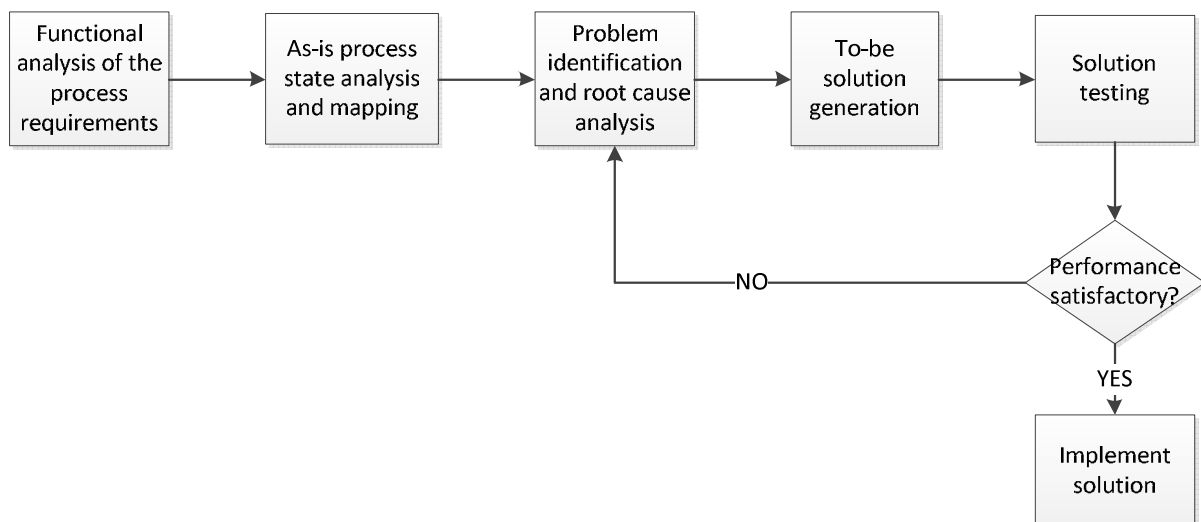 Functional
analysis of the
process
requirements
As-is process
state analysis
and mapping
Problem
identification
and root cause
analysis
To-be
solution
generation
Solution
testing
Performance
satisfactory?
NO
YES
Implement
solution